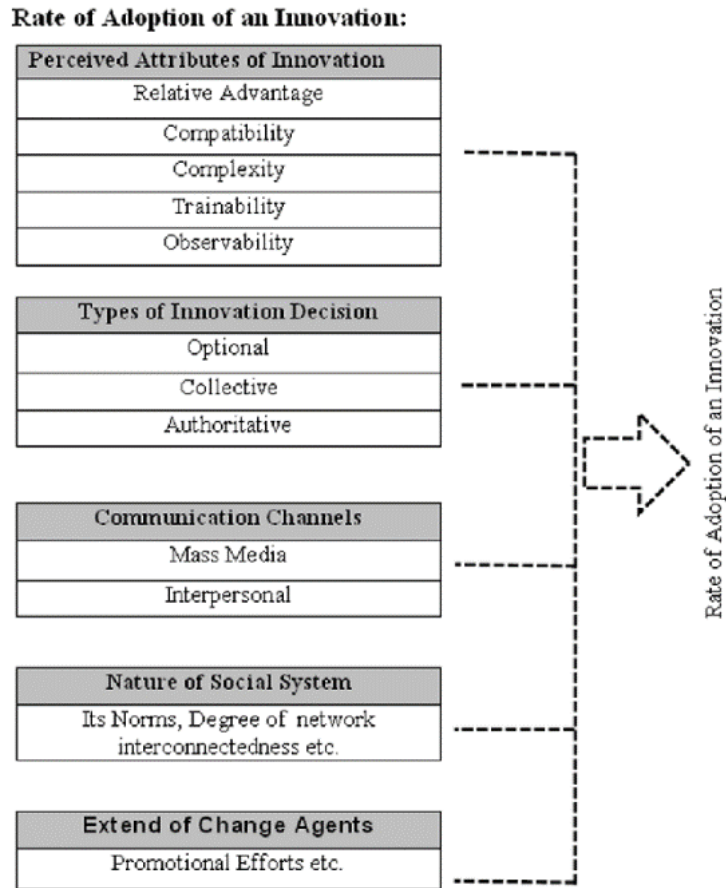 Rate of Adoption of an Innovation:
Perceived Attributes of Innovation
Relative Advantage
Compatibility
Complexity
Trainability
Observability
Types of Innovation Decision
Optional
Collective
Authoritative
Communication Channels
Mass Media
Interpersonal
Nature of Social System
Its Norms, Degree of network
interconnectedness etc.
Extend of Change Agents
Promotional Efforts etc.
Rate of Adoption of an Innovation